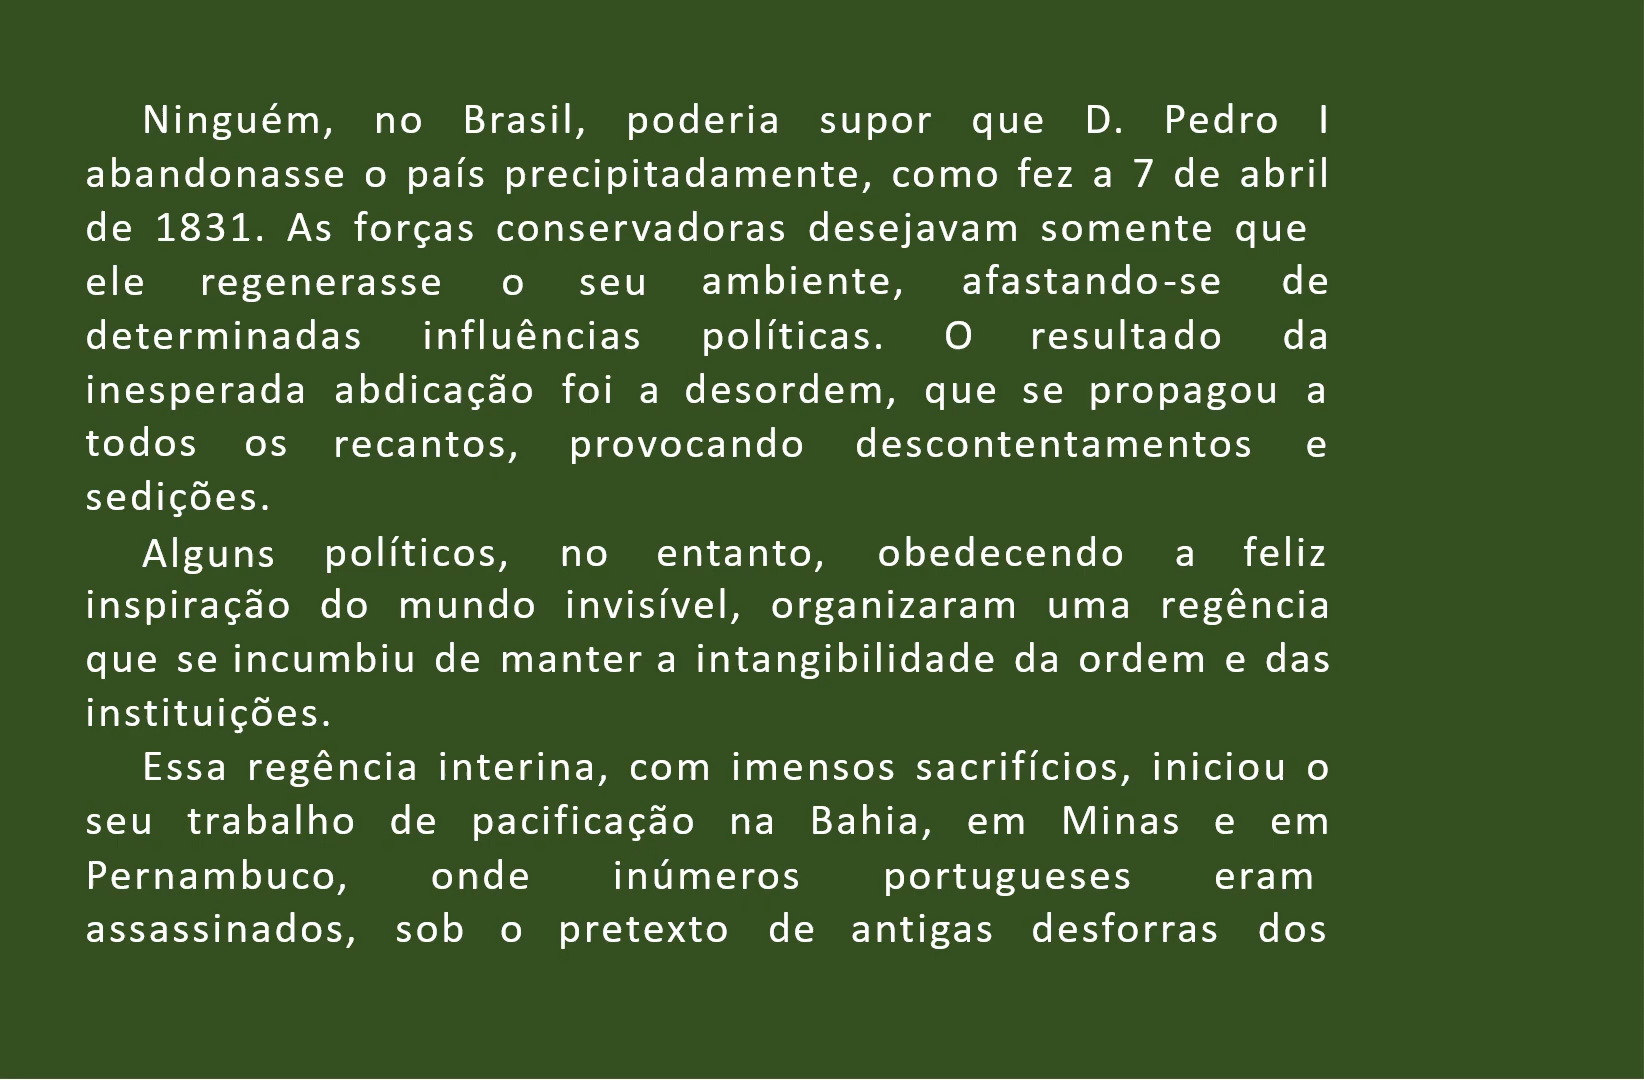 Ninguém, no Brasil, poderia supor que D. Pedro I
abandonasse o país precipitadamente, como fez a 7 de abril
de 1831. As forças conservadoras desejavam somente que
ele regenerasse o seu ambiente, afastando-se de
determinadas influências políticas. O resultado da
inesperada abdicação foi a desordem, que se propagou a
todos os recantos, provocando descontentamentos e
sedições.
Alguns políticos, no entanto, obedecendo a feliz
inspiração do mundo invisível, organizaram uma regência
que se incumbiu de manter a intangibilidade da ordem e das
instituições.
Essa regência interina, com imensos sacrifícios, iniciou o
seu trabalho de pacificação na Bahia, em Minas e em
Pernambuco, onde inúmeros portugueses eram
assassinados, sob o pretexto de antigas desforras dos